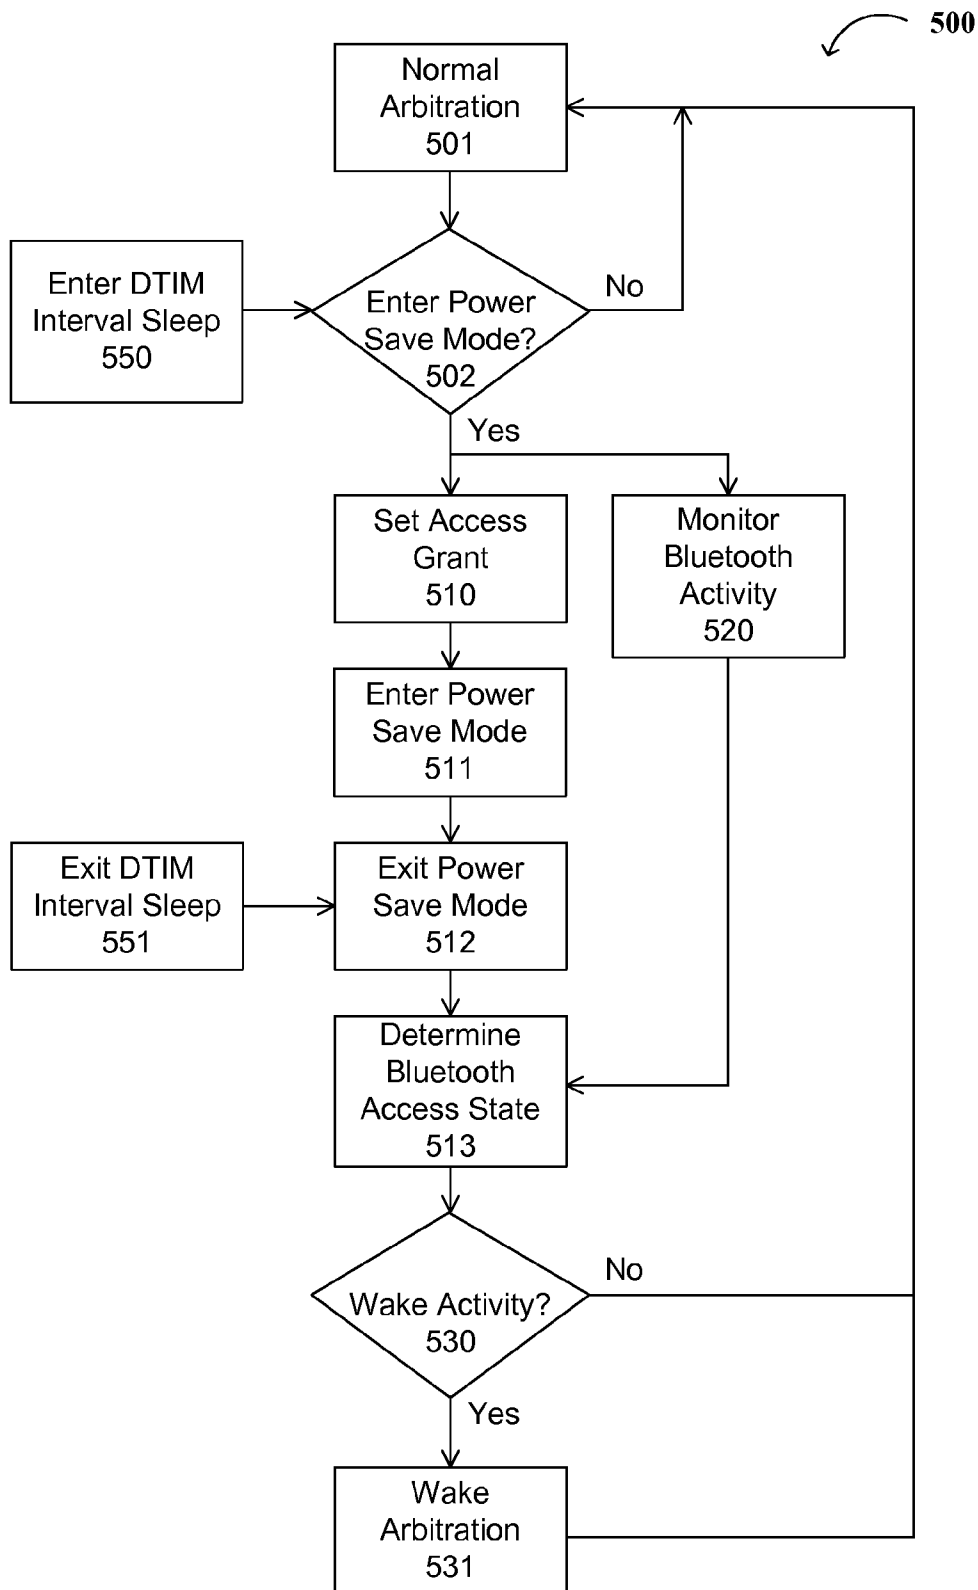 500
Normal
Arbitration
501
Enter DTIM
Interval Sleep
550
Enter Power
Save Mode?
502
No
Yes
Set Access
Grant
510
Monitor
Bluetooth
Activity
520
Enter Power
Save Mode
511
Exit DTIM
Interval Sleep
551
Exit Power
Save Mode
512
Determine
Bluetooth
Access State
513
Wake Activity?
530
No
Yes
Wake
Arbitration
531